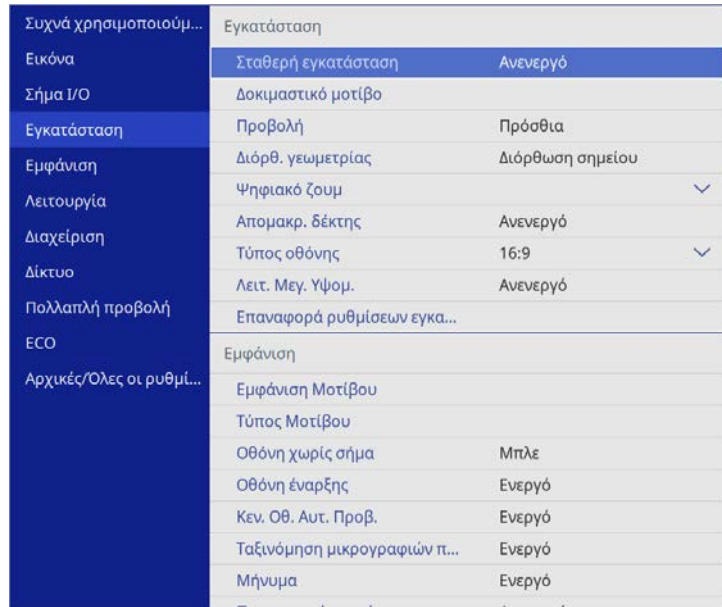 Συχνά χρησιμοποιούμ...
Εικόνα
Σήμα I/O
Εγκατάσταση
Εμφάνιση
Λειτουργία
Διαχείριση
Δίκτυο
Πολλαπλή προβολή
ECO
Αρχικές/Όλες οι ρυθμί...
Εγκατάσταση
Σταθερή εγκατάσταση Ανενεργό
Δοκιμαστικό μοτίβο
Προβολή Πρόσθια
Διόρθ. γεωμετρίας Διόρθωση σημείου
Ψηφιακό ζουμ
Απομακρ. δέκτης Ανενεργό
Τύπος οθόνης 16:9
Λειτ. Μεγ. Υψομ. Ανενεργό
Επαναφορά ρυθμίσεων εγκα...
Εμφάνιση
Εμφάνιση Μοτίβου
Τύπος Μοτίβου
Οθόνη χωρίς σήμα Μπλε
Οθόνη έναρξης Ενεργό
Κεν. Οθ. Αυτ. Προβ. Ενεργό
Ταξινόμηση μικρογραφιών π... Ενεργό
Μήνυμα Ενεργό